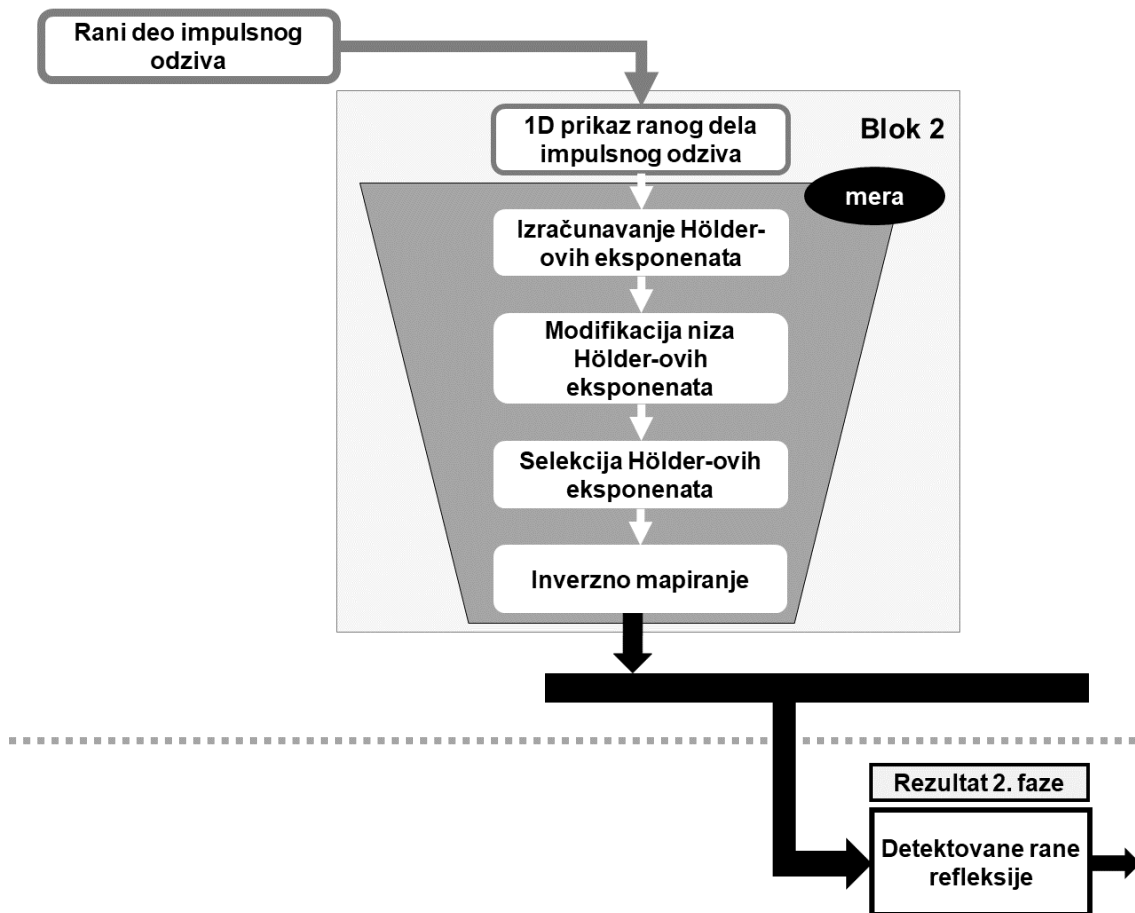 Rani deo impulsnog
odziva
1D prikaz ranog dela
impulsnog odziva
Blok 2
mera
Izračunavanje Hölder-
ovih eksponenata
Modifikacija niza
Hölder-ovih
eksponenata
Selekcija Hölder-ovih
eksponenata
Inverzno mapiranje
Rezultat 2. faze
Detektovane rane
refleksije